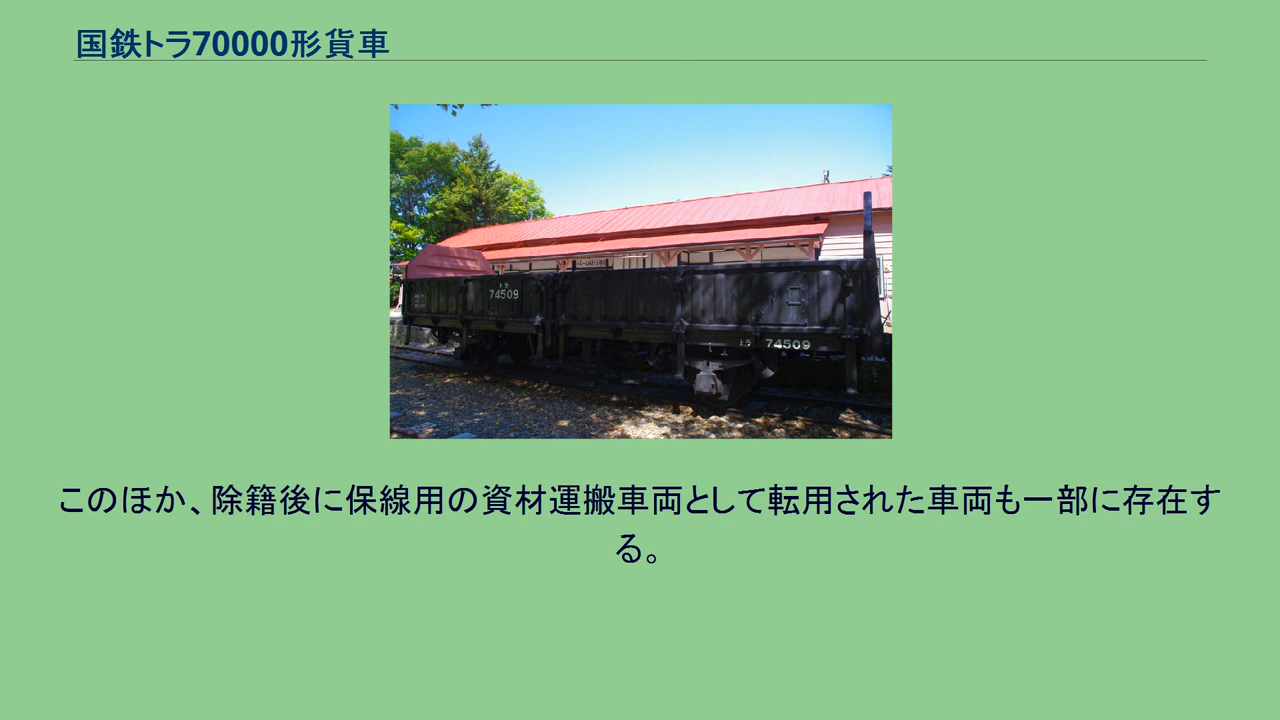 国鉄トラ70000形貨車
トラ
74509
トラ 74509
このほか、除籍後に保線用の資材運搬車両として転用された車両も一部に存在す
る。